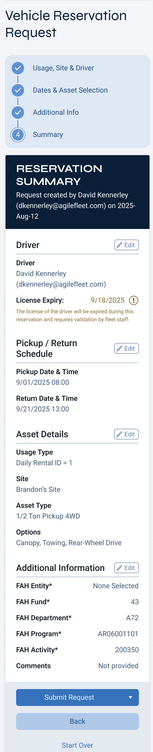 Vehicle Reservation
Request
Usage, Site & Driver
Dates & Asset Selection
Additional Info
4
Summary
RESERVATION
SUMMARY
Request created by David Kennerley
(dkennerley@agilefleet.com) on 2025-
Aug-12
Driver
Edit
Driver
David Kennerley
(dkennerley@agilefleet.com)
License Expiry: 9/18/2025
The license of the driver will be expired during this
reservation and requires validation by fleet staff.
Pickup / Return
Schedule
Edit
Pickup Date & Time
9/01/2025 08:00
Return Date & Time
9/21/2025 13:00
Asset Details
Edit
Usage Type
Daily Rental ID = 1
Site
Brandon's Site
Asset Type
1/2 Ton Pickup 4WD
Options
Canopy, Towing, Rear-Wheel Drive
Additional Information
Edit
FAH Entity* None Selected
FAH Fund* 43
FAH Department* A72
FAH Program* AR06001101
FAH Activity* 200350
Comments Not provided
Submit Request
Back
Start Over